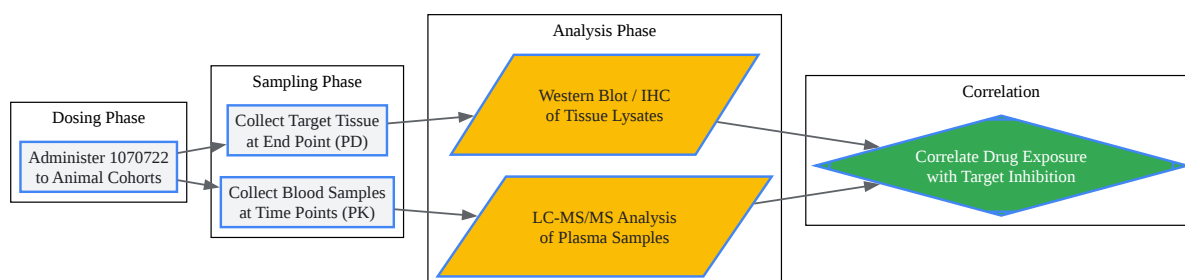 Dosing Phase
Administer 1070722
to Animal Cohorts
Sampling Phase
Collect Target Tissue
at End Point (PD)
Collect Blood Samples
at Time Points (PK)
Analysis Phase
Western Blot / IHC
of Tissue Lysates
LC-MS/MS Analysis
of Plasma Samples
Correlation
Correlate Drug Exposure
with Target Inhibition